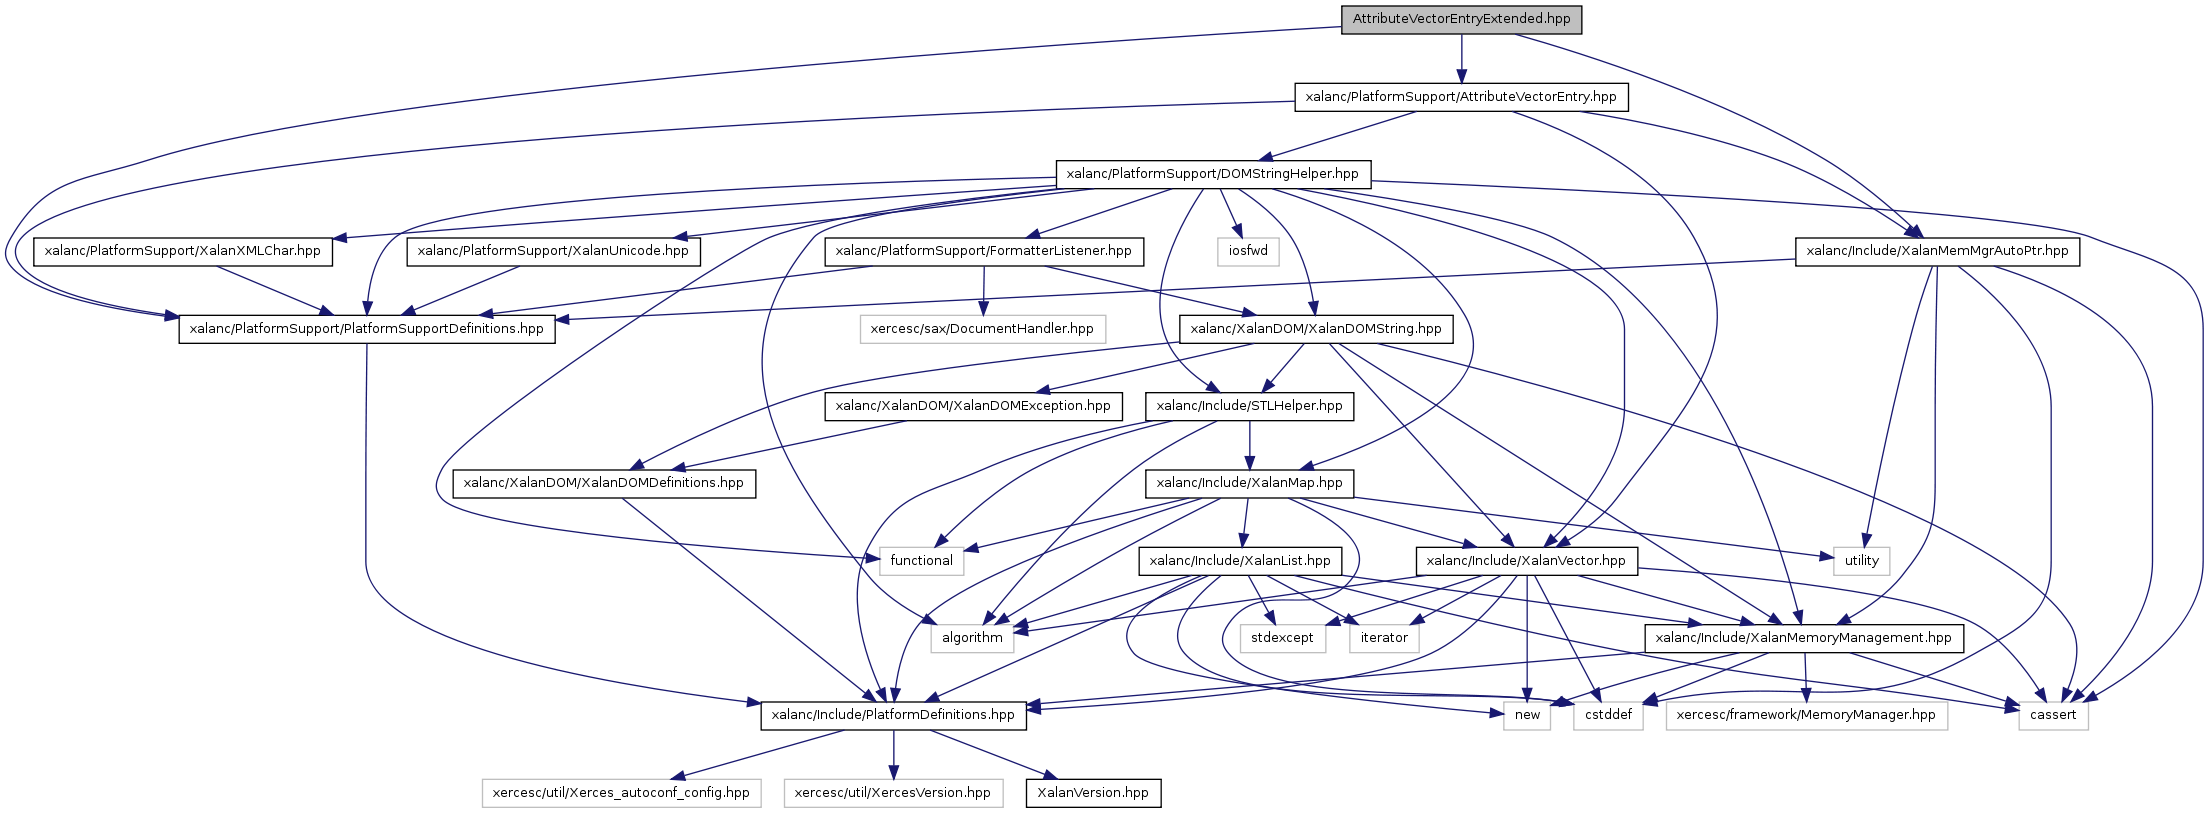 AttributeVectorEntryExtended.hpp
xalanc/PlatformSupport/AttributeVectorEntry.hpp
xalanc/PlatformSupport/DOMStringHelper.hpp
xalanc/PlatformSupport/XalanXMLChar.hpp
xalanc/PlatformSupport/XalanUnicode.hpp
xalanc/PlatformSupport/FormatterListener.hpp
iosfwd
xalanc/Include/XalanMemMgrAutoPtr.hpp
xalanc/PlatformSupport/PlatformSupportDefinitions.hpp
xercesc/sax/DocumentHandler.hpp
xalanc/XalanDOM/XalanDOMString.hpp
xalanc/XalanDOM/XalanDOMException.hpp
xalanc/Include/STLHelper.hpp
xalanc/XalanDOM/XalanDOMDefinitions.hpp
xalanc/Include/XalanMap.hpp
functional
xalanc/Include/XalanList.hpp
xalanc/Include/XalanVector.hpp
utility
algorithm
stdexcept
iterator
xalanc/Include/XalanMemoryManagement.hpp
xalanc/Include/PlatformDefinitions.hpp
new
cstddef
xercesc/framework/MemoryManager.hpp
cassert
xercesc/util/Xerces_autoconf_config.hpp
xercesc/util/XercesVersion.hpp
XalanVersion.hpp